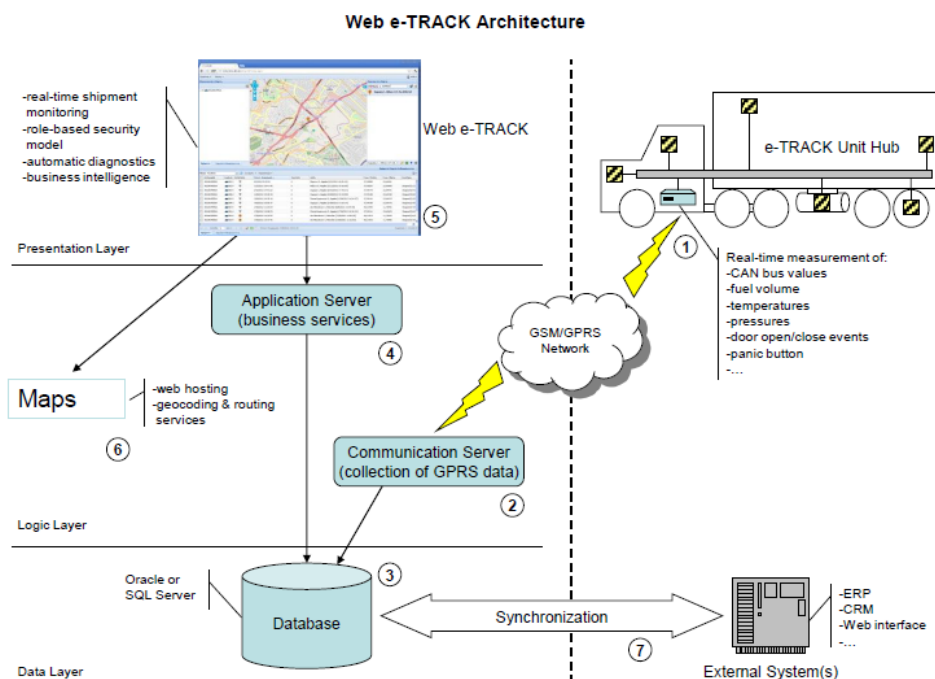 Web e-TRACK Architecture
-real-time shipment
monitoring
-role-based security
model
-automatic diagnostics
-business intelligence
Web e-TRACK
5
Presentation Layer
e-TRACK Unit Hub
1
Real-time measurement of:
-CAN bus values
-fuel volume
-temperatures
-pressures
-door open/close events
-panic button
-...
Application Server
(business services)
4
GSM/GPRS
Network
Maps
-web hosting
-geocoding & routing
services
6
Communication Server
(collection of GPRS data)
2
Logic Layer
Oracle or
SQL Server
3
Database
Synchronization
7
-ERP
-CRM
-Web interface
-...
External System(s)
Data Layer